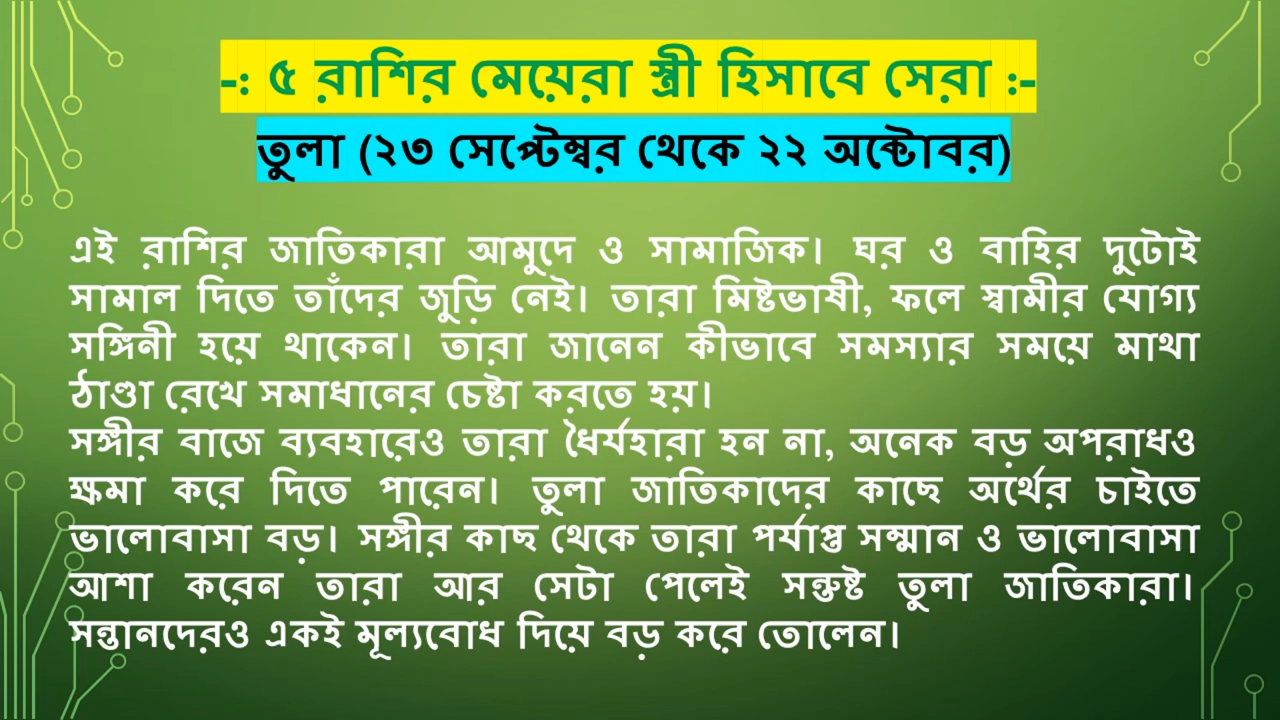 -: ৫ রাশির মেয়েরা স্ত্রী হিসাবে সেরা :-
তুলা (২৩ সেপ্টেম্বর থেকে ২২ অক্টোবর)
এই রাশির জাতিকারা আমুদে ও সামাজিক। ঘর ও বাহির দুটোই
সামাল দিতে তাঁদের জুড়ি নেই। তারা মিষ্টভাষী, ফলে স্বামীর যোগ্য
সঙ্গিনী হয়ে থাকেন। তারা জানেন কীভাবে সমস্যার সময়ে মাথা
ঠাণ্ডা রেখে সমাধানের চেষ্টা করতে হয়।
সঙ্গীর বাজে ব্যবহারেও তারা ধৈর্যহারা হন না, অনেক বড় অপরাধও
ক্ষমা করে দিতে পারেন। তুলা জাতিকাদের কাছে অর্থের চাইতে
ভালোবাসা বড়। সঙ্গীর কাছ থেকে তারা পর্যাপ্ত সম্মান ও ভালোবাসা
আশা করেন তারা আর সেটা পেলেই সন্তুষ্ট তুলা জাতিকারা।
সন্তানদেরও একই মূল্যবোধ দিয়ে বড় করে তোলেন।